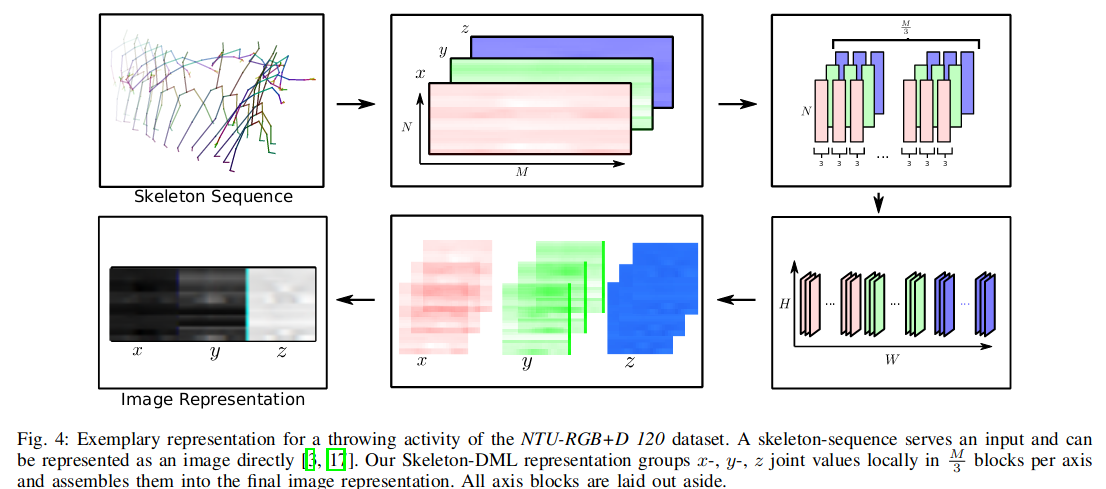 Skeleton Sequence
z
y
x
N
M
M/3
N
3 3 3 ... 3 3 3
H
... ... ...
W
x y z
x y z
Image Representation
Fig. 4: Exemplary representation for a throwing activity of the NTU-RGB+D 120 dataset. A skeleton-sequence serves an input and can
be represented as an image directly [3, 17]. Our Skeleton-DML representation groups x-, y-, z joint values locally in M/3 blocks per axis
and assembles them into the final image representation. All axis blocks are laid out aside.